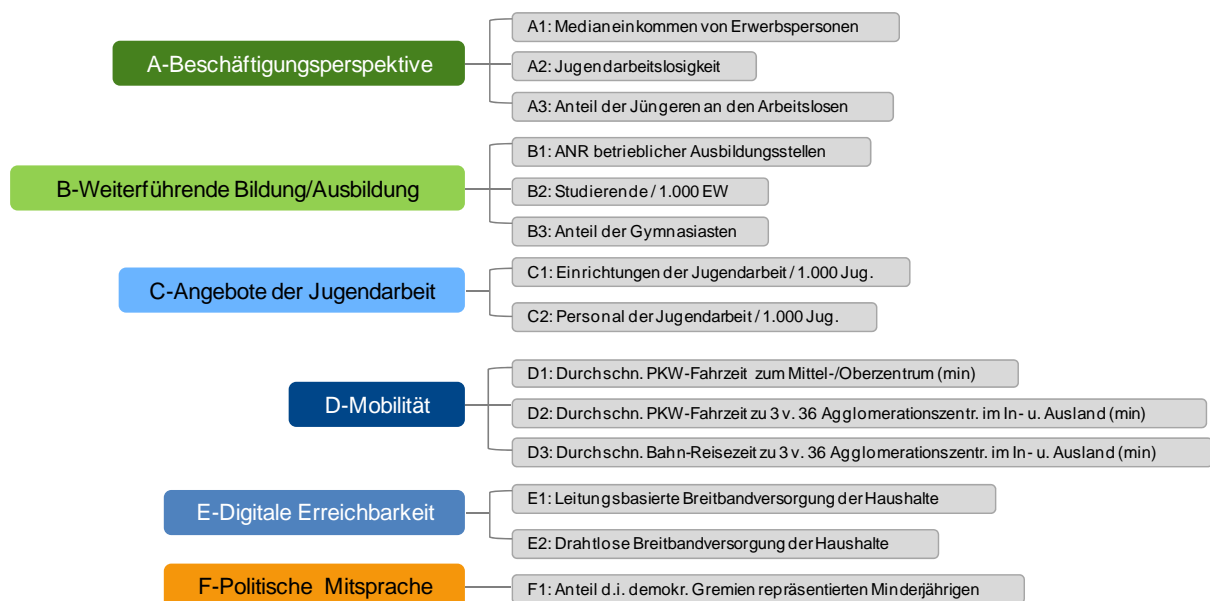 A-Beschäftigungsperspektive
A1: Medianeinkommen von Erwerbspersonen
A2: Jugendarbeitslosigkeit
A3: Anteil der Jüngeren an den Arbeitslosen
B-Weiterführende Bildung/Ausbildung
B1: ANR betrieblicher Ausbildungsstellen
B2: Studierende / 1.000 EW
B3: Anteil der Gymnasiasten
C-Angebote der Jugendarbeit
C1: Einrichtungen der Jugendarbeit / 1.000 Jug.
C2: Personal der Jugendarbeit / 1.000 Jug.
D-Mobilität
D1: Durchschn. PKW-Fahrzeit zum Mittel-/Oberzentrum (min)
D2: Durchschn. PKW-Fahrzeit zu 3 v. 36 Agglomerationszentr. im In- u. Ausland (min)
D3: Durchschn. Bahn-Reisezeit zu 3 v. 36 Agglomerationszentr. im In- u. Ausland (min)
E-Digitale Erreichbarkeit
E1: Leitungsbasierte Breitbandversorgung der Haushalte
E2: Drahtlose Breitbandversorgung der Haushalte
F-Politische Mitsprache
F1: Anteil d.i. demokr. Gremien repräsentierten Minderjährigen